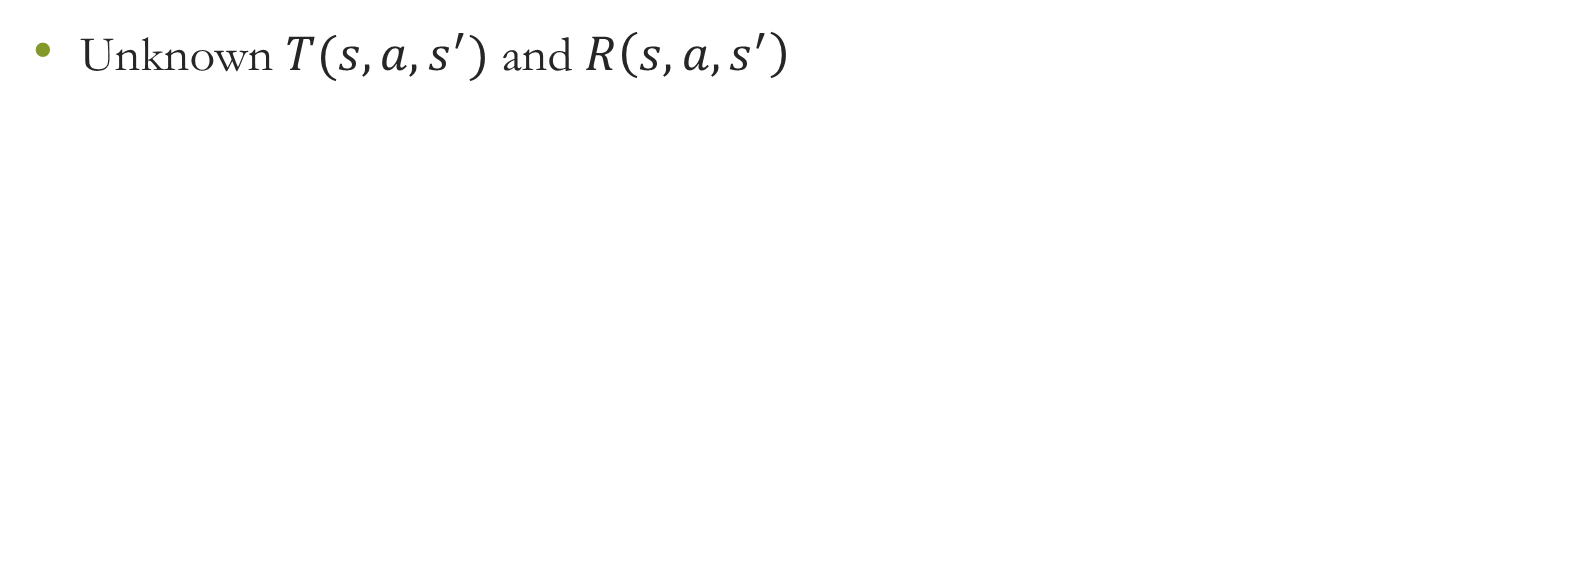 • Unknown 𝑇(𝑠, 𝑎, 𝑠′) and 𝑅(𝑠, 𝑎, 𝑠′)